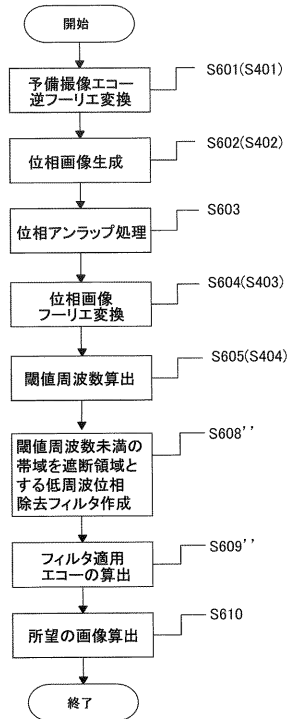 開始
予備撮像エコー
逆フーリエ変換
S601(S401)
位相画像生成
S602(S402)
位相アンラップ処理
S603
位相画像
フーリエ変換
S604(S403)
閾値周波数算出
S605(S404)
閾値周波数未満の
帯域を遮断領域と
する低周波位相
除去フィルタ作成
S608''
フィルタ適用
エコーの算出
S609''
所望の画像算出
S610
終了